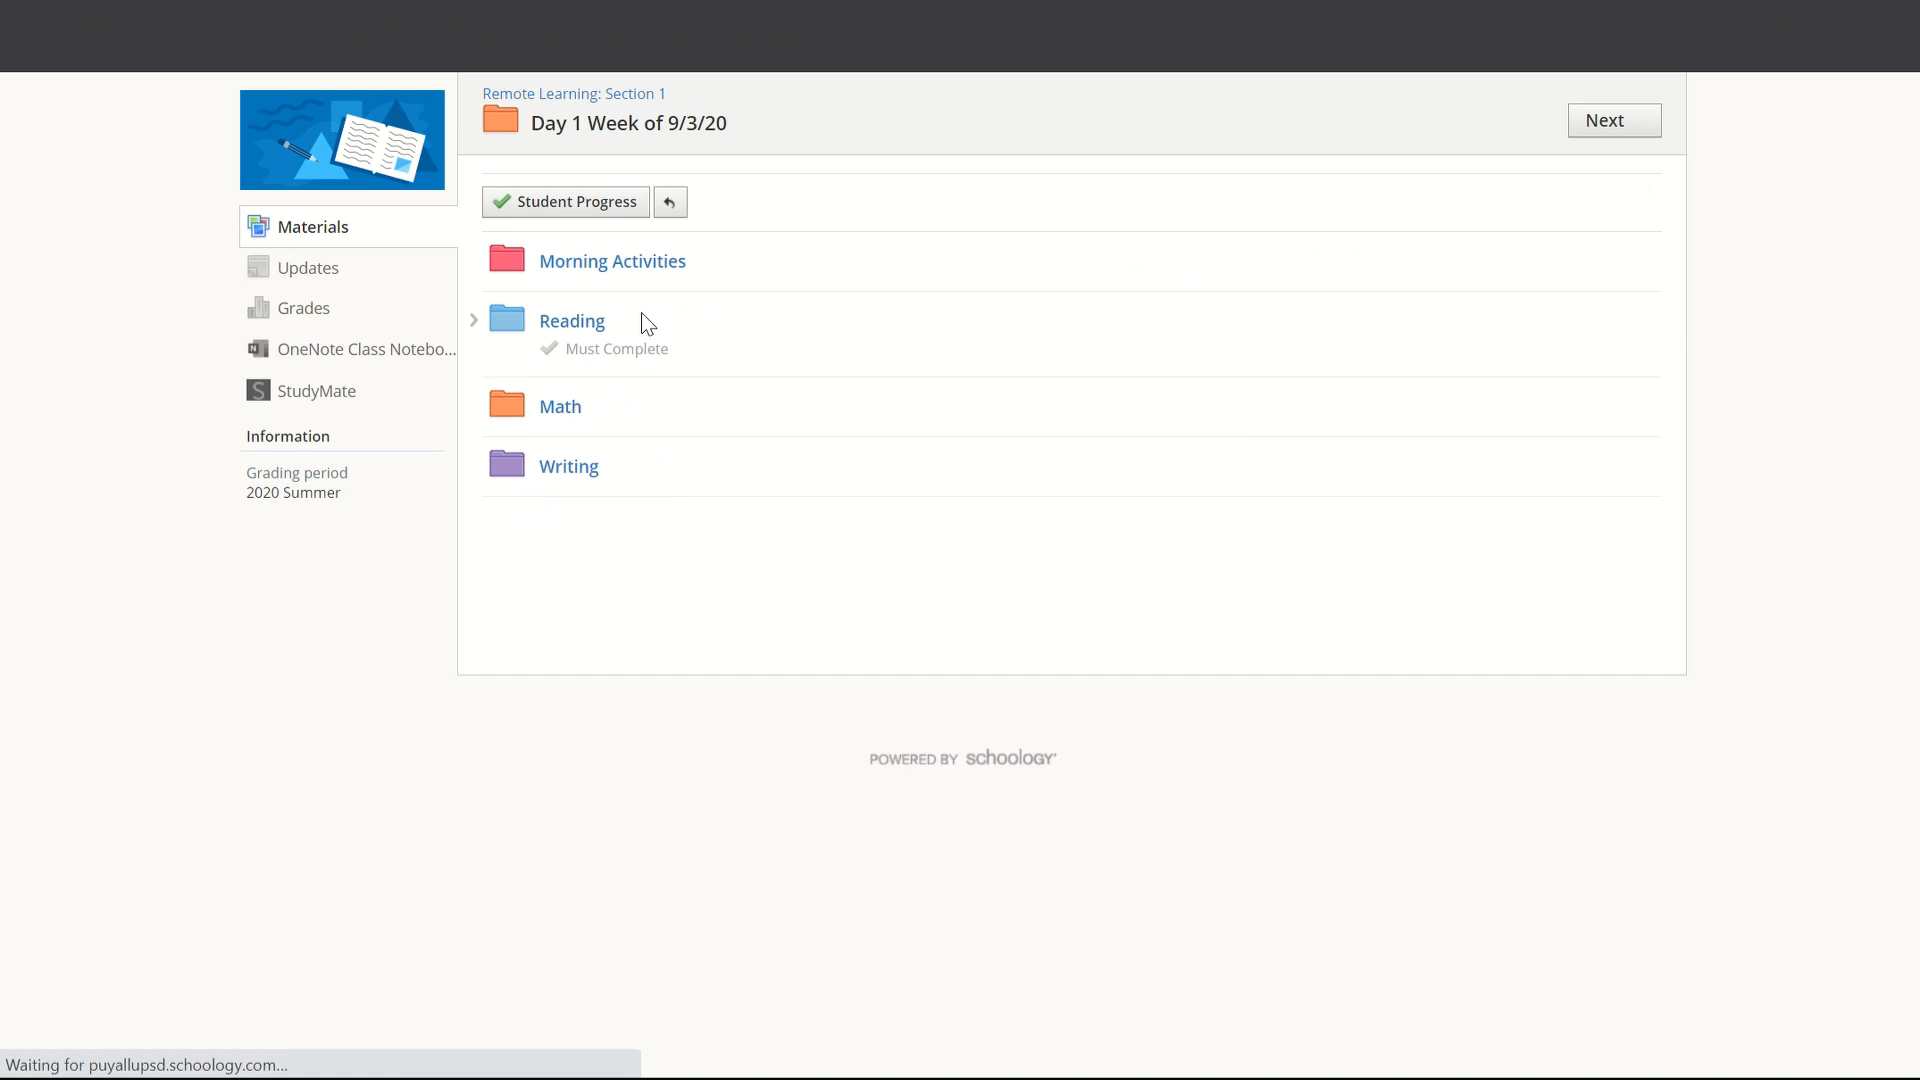 Remote Learning: Section 1
Day 1 Week of 9/3/20
Next
Materials
Updates
Grades
N
OneNote Class Notebo...
S
StudyMate
Information
Grading period
2020 Summer
Student Progress
Morning Activities
Reading
Must Complete
Math
Writing
POWERED BY schoology
Waiting for puyallupsd.schoology.com...